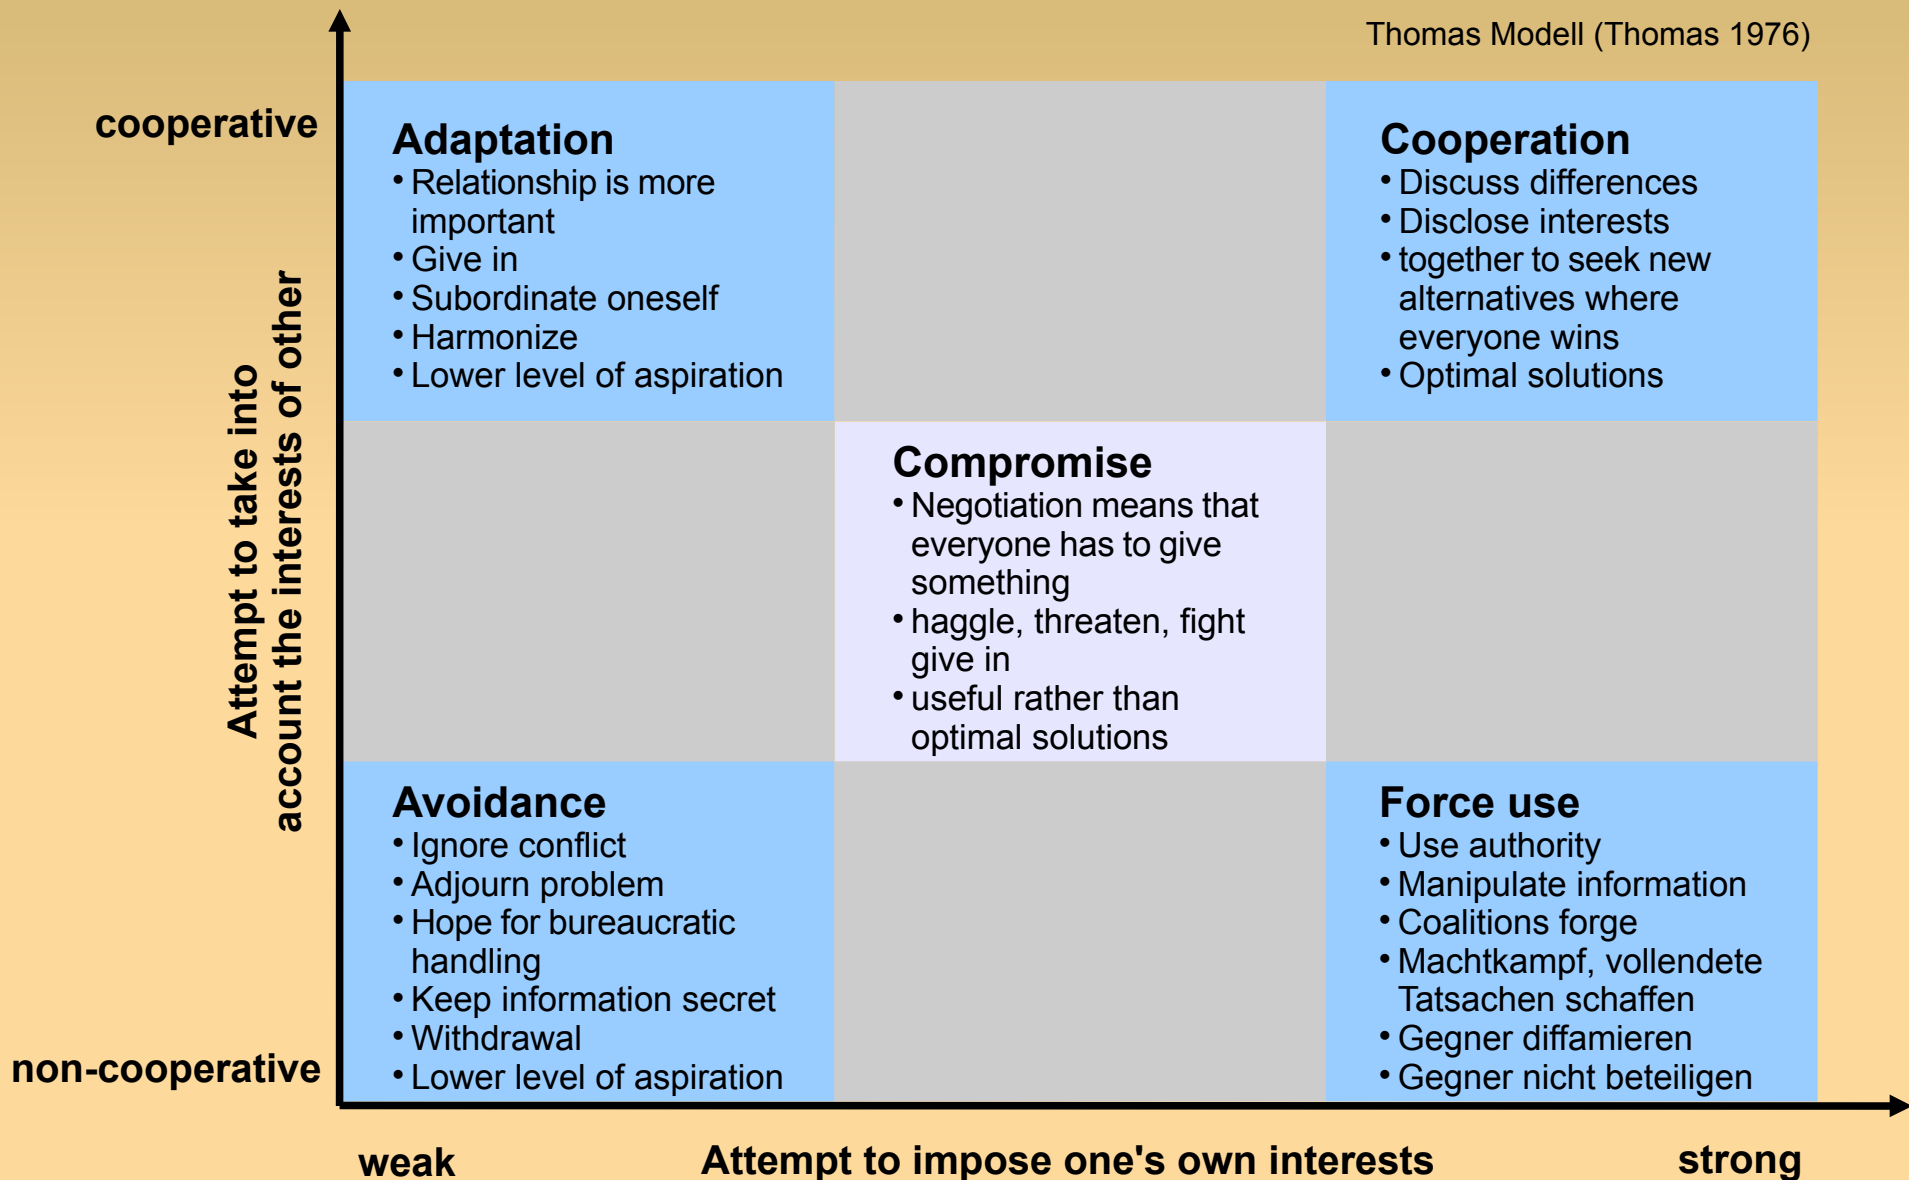 Thomas Modell (Thomas 1976)
cooperative
Attempt to take into
account the interests of other
non-cooperative
Adaptation
• Relationship is more
important
• Give in
• Subordinate oneself
• Harmonize
• Lower level of aspiration
Cooperation
• Discuss differences
• Disclose interests
• together to seek new
alternatives where
everyone wins
• Optimal solutions
Compromise
• Negotiation means that
everyone has to give
something
• haggle, threaten, fight
give in
• useful rather than
optimal solutions
Avoidance
• Ignore conflict
• Adjourn problem
• Hope for bureaucratic
handling
• Keep information secret
• Withdrawal
• Lower level of aspiration
Force use
• Use authority
• Manipulate information
• Coalitions forge
• Machtkampf, vollendete
Tatsachen schaffen
• Gegner diffamieren
• Gegner nicht beteiligen
weak
Attempt to impose one's own interests
strong